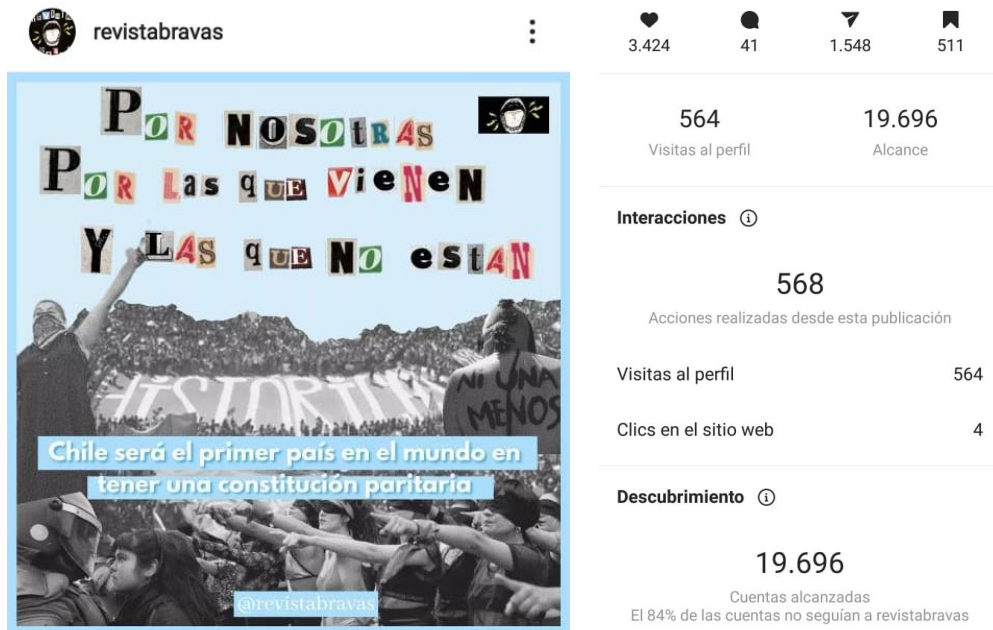 revistabravas
POR NOSOtRAS
POR Las qUE VieNeN
Y LAS qUE NO estAN
HISTORICA
NI UNA
MENOS
Chile será el primer país en el mundo en
tener una constitución paritaria
@revistabravas
3.424 41 1.548 511
564 19.696
Visitas al perfil Alcance
Interacciones
568
Acciones realizadas desde esta publicación
Visitas al perfil 564
Clics en el sitio web 4
Descubrimiento
19.696
Cuentas alcanzadas
El 84% de las cuentas no seguían a revistabravas